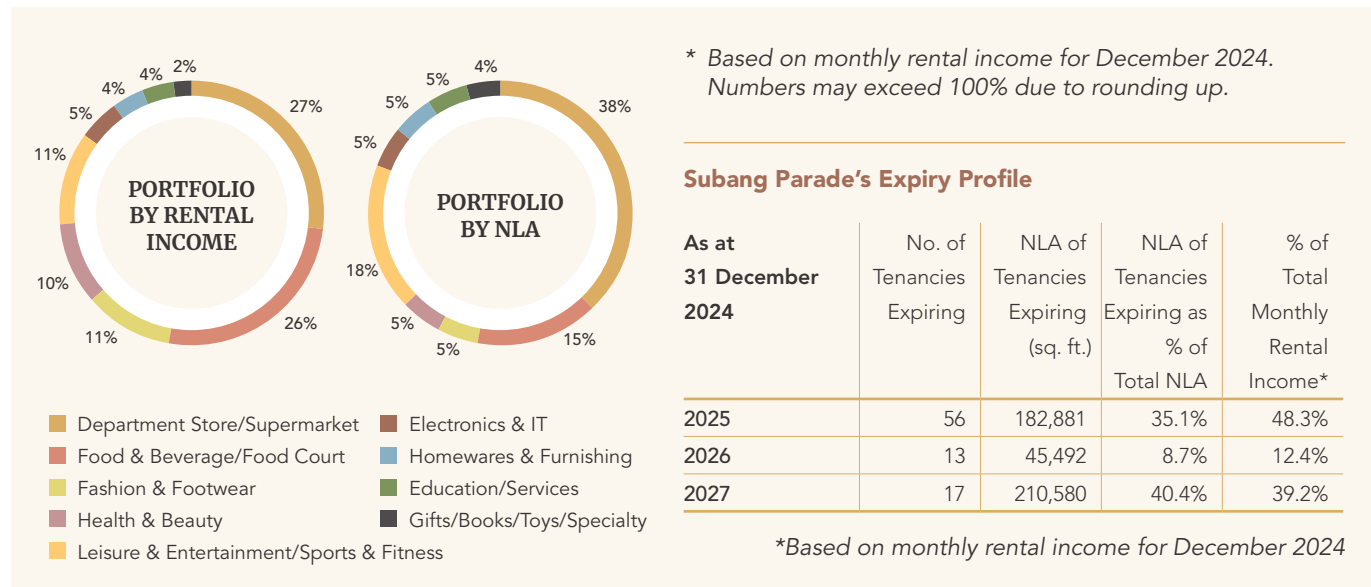 2%
4%
4%
5%
11%
10%
11%
26%
27%
PORTFOLIO
BY RENTAL
INCOME
4%
5%
5%
5%
18%
5%
5%
15%
38%
PORTFOLIO
BY NLA
Department Store/Supermarket
Food & Beverage/Food Court
Fashion & Footwear
Health & Beauty
Leisure & Entertainment/Sports & Fitness
Electronics & IT
Homewares & Furnishing
Education/Services
Gifts/Books/Toys/Specialty
* Based on monthly rental income for December 2024.
Numbers may exceed 100% due to rounding up.
Subang Parade’s Expiry Profile
As at
31 December
2024
No. of
Tenancies
Expiring
NLA of
Tenancies
Expiring
(sq. ft.)
NLA of
Tenancies
Expiring as
% of
Total NLA
% of
Total
Monthly
Rental
Income*
2025 56 182,881 35.1% 48.3%
2026 13 45,492 8.7% 12.4%
2027 17 210,580 40.4% 39.2%
*Based on monthly rental income for December 2024